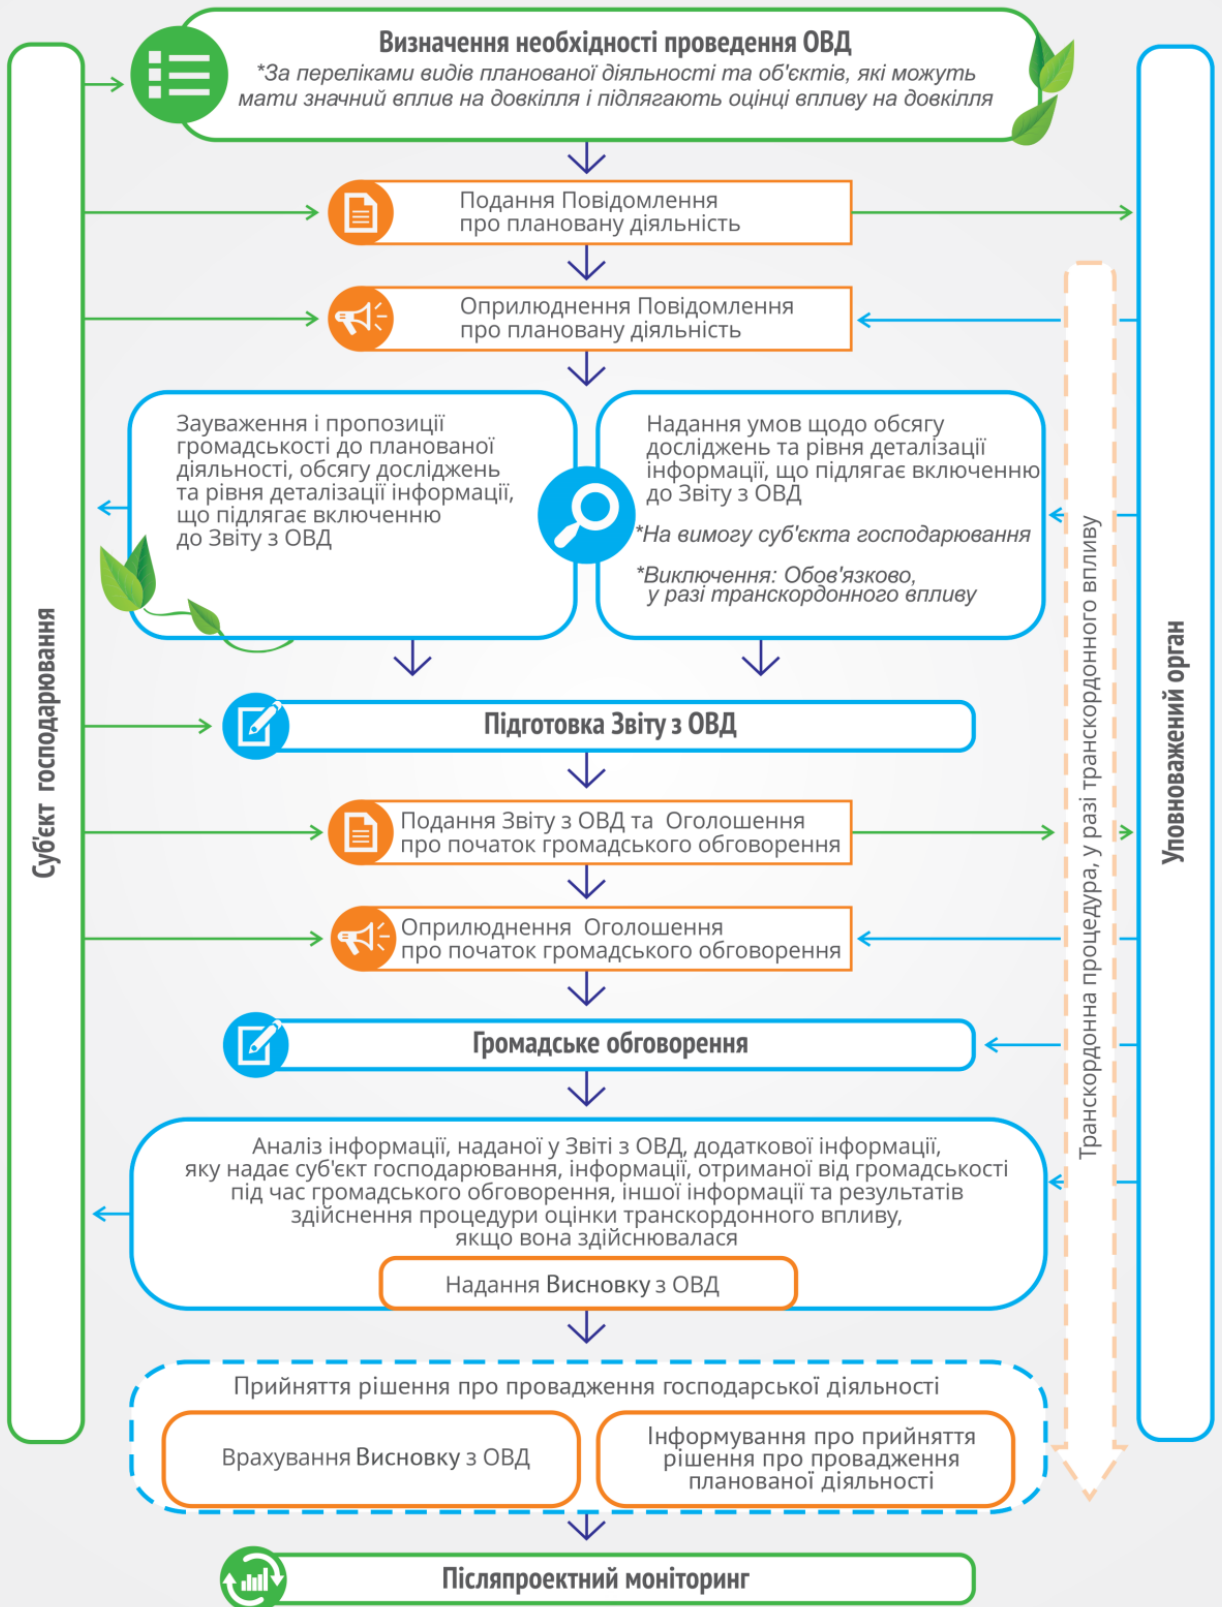 Визначення необхідності проведення ОВД
*За переліками видів планованої діяльності та об'єктів, які можуть
мати значний вплив на довкілля і підлягають оцінці впливу на довкілля
Подання Повідомлення
про плановану діяльність
Оприлюднення Повідомлення
про плановану діяльність
Зауваження і пропозиції
громадськості до планованої
діяльності, обсягу досліджень
та рівня деталізації інформації,
що підлягає включенню
до Звіту з ОВД
Надання умов щодо обсягу
досліджень та рівня деталізації
інформації, що підлягає включенню
до Звіту з ОВД
*На вимогу суб'єкта господарювання
*Виключення: Обов'язково,
у разі транскордонного впливу
Підготовка Звіту з ОВД
Подання Звіту з ОВД та Оголошення
про початок громадського обговорення
Оприлюднення Оголошення
про початок громадського обговорення
Громадське обговорення
Аналіз інформації, наданої у Звіті з ОВД, додаткової інформації,
яку надає суб'єкт господарювання, інформації, отриманої від громадськості
під час громадського обговорення, іншої інформації та результатів
здійснення процедури оцінки транскордонного впливу,
якщо вона здійснювалася
Надання Висновку з ОВД
Прийняття рішення про провадження господарської діяльності
Врахування Висновку з ОВД
Інформування про прийняття
рішення про провадження
планованої діяльності
Післяпроектний моніторинг
Суб'єкт господарювання
Транскордонна процедура, у разі транскордонного впливу
Уповноважений орган